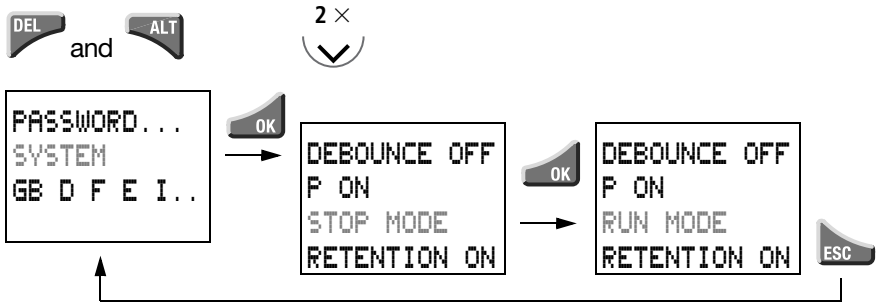 DEL and ALT
2 ×
PASSWORD...
SYSTEM
GB D F E I..
OK
DEBOUNCE OFF
P ON
STOP MODE
RETENTION ON
OK
DEBOUNCE OFF
P ON
RUN MODE
RETENTION ON
ESC